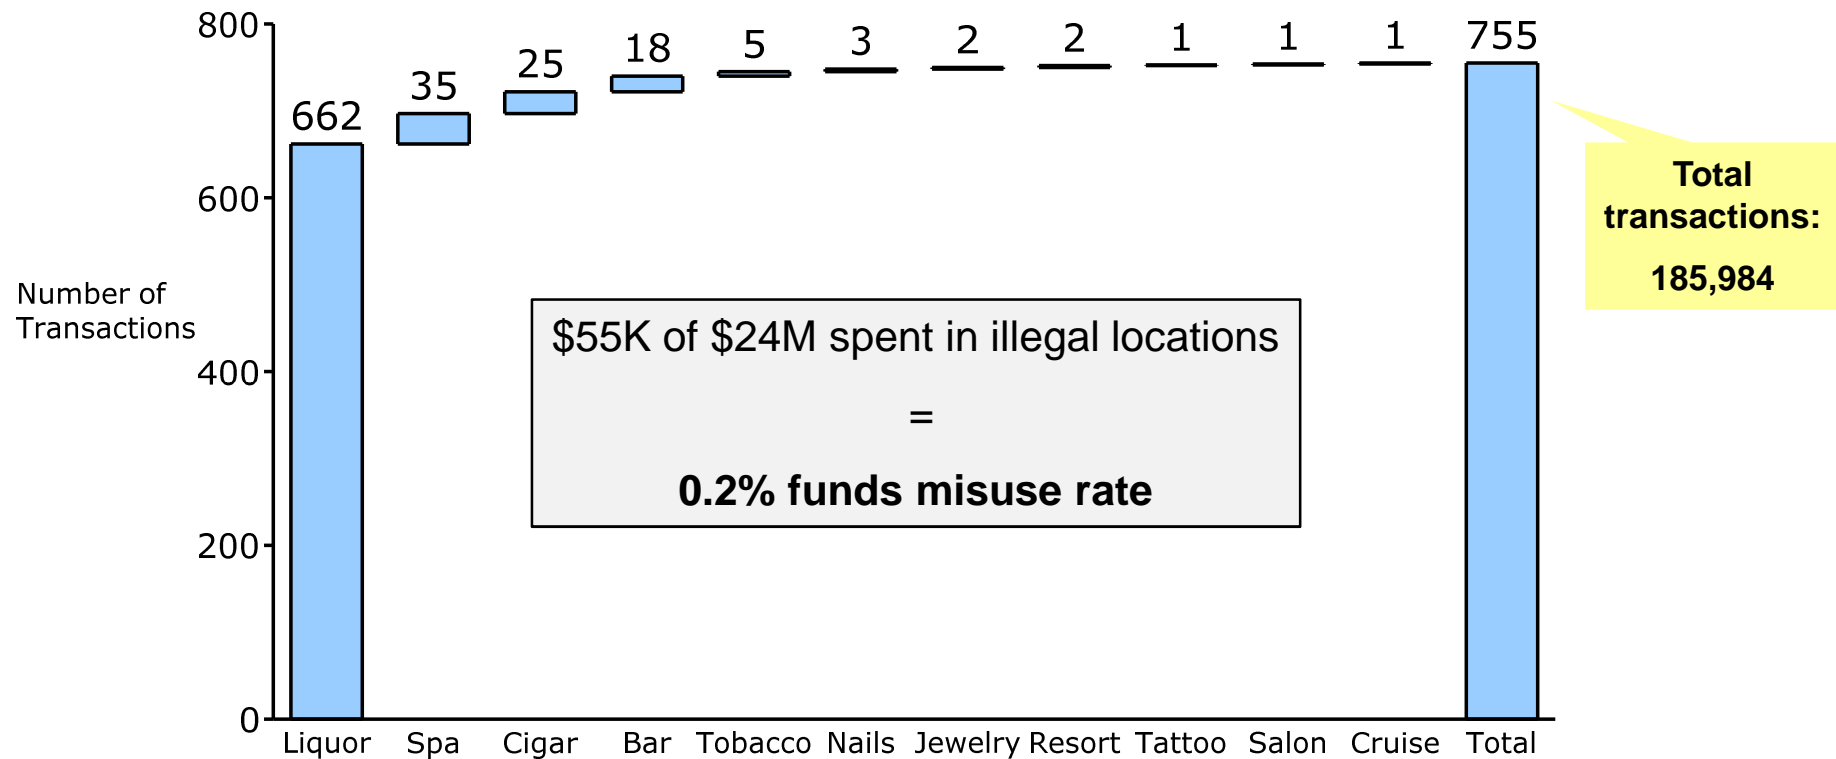 800
662
35
25
18
5
3
2
2
1
1
1
755
Total
transactions:
185,984
600
Number of
Transactions
$55K of $24M spent in illegal locations
=
0.2% funds misuse rate
400
200
0
Liquor Spa Cigar Bar Tobacco Nails Jewelry Resort Tattoo Salon Cruise Total